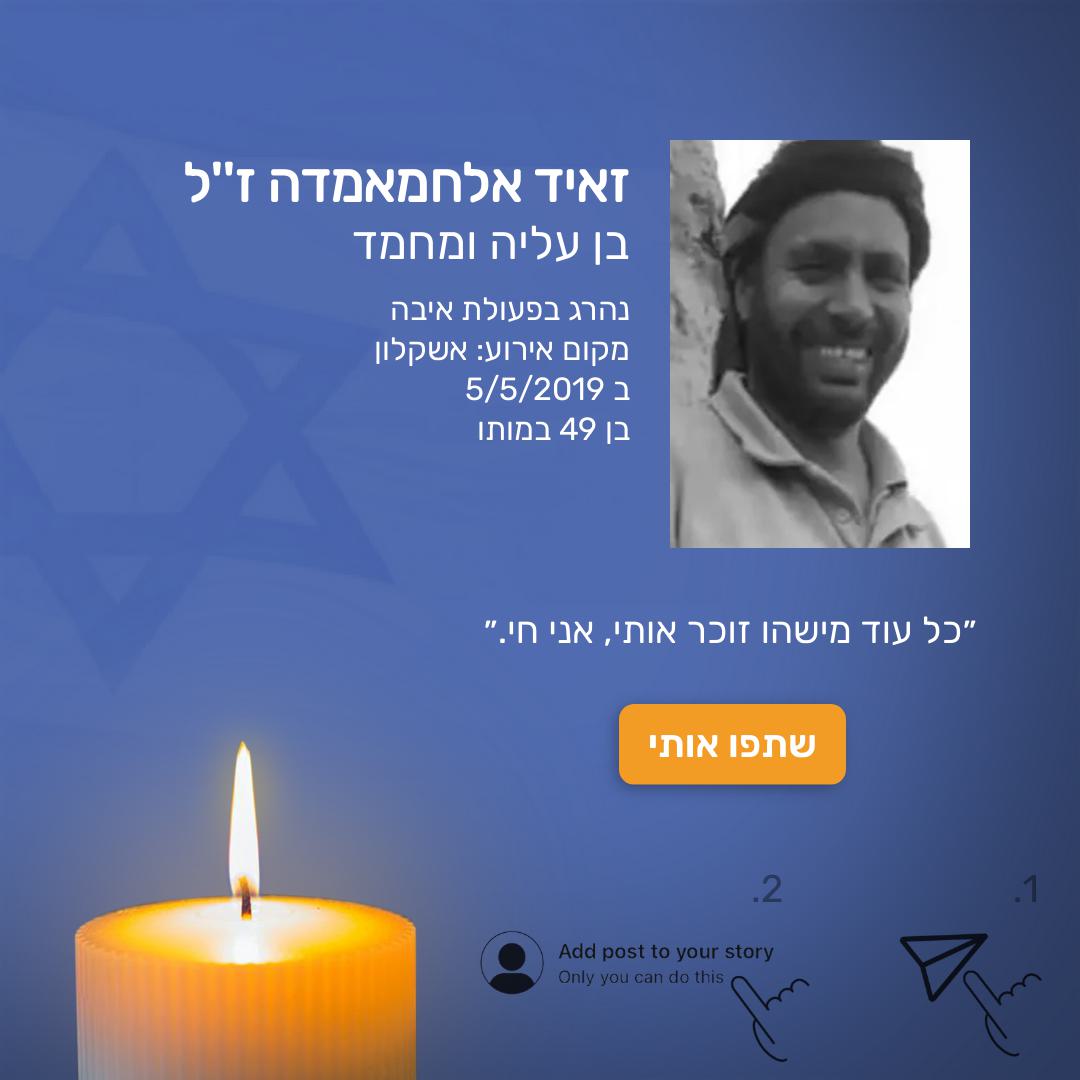 זאיד אלחמאמדה ז"ל
בן עליה ומחמד
נהרג בפעולת איבה
מקום אירוע: אשקלון
ב 5/5/2019
בן 49 במותו
״כל עוד מישהו זוכר אותי, אני חי.״
שתפו אותי
.1
.2
Add post to your story
Only you can do this